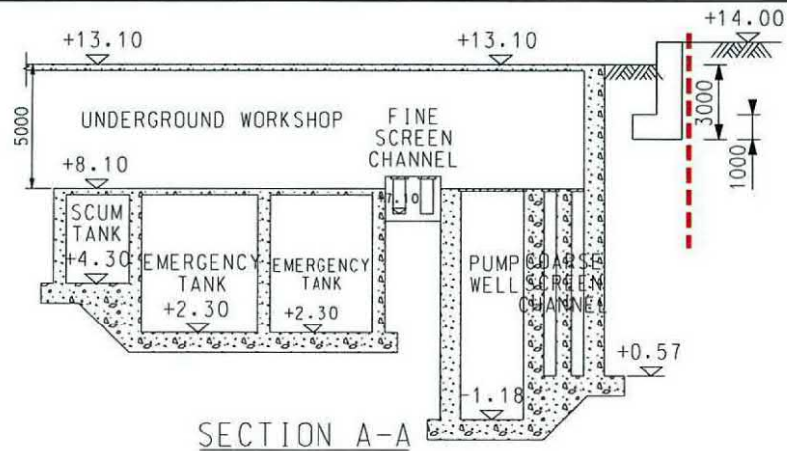 +14.00
+13.10
+13.10
5000
UNDERGROUND WORKSHOP
FINE
SCREEN
CHANNEL
3000
1000
+8.10
+7.10
SCUM
TANK
+4.30
EMERGENCY
TANK
+2.30
EMERGENCY
TANK
+2.30
PUMP
WELL
COARSE
SCREEN
CHANNEL
+0.57
-1.18
SECTION A-A